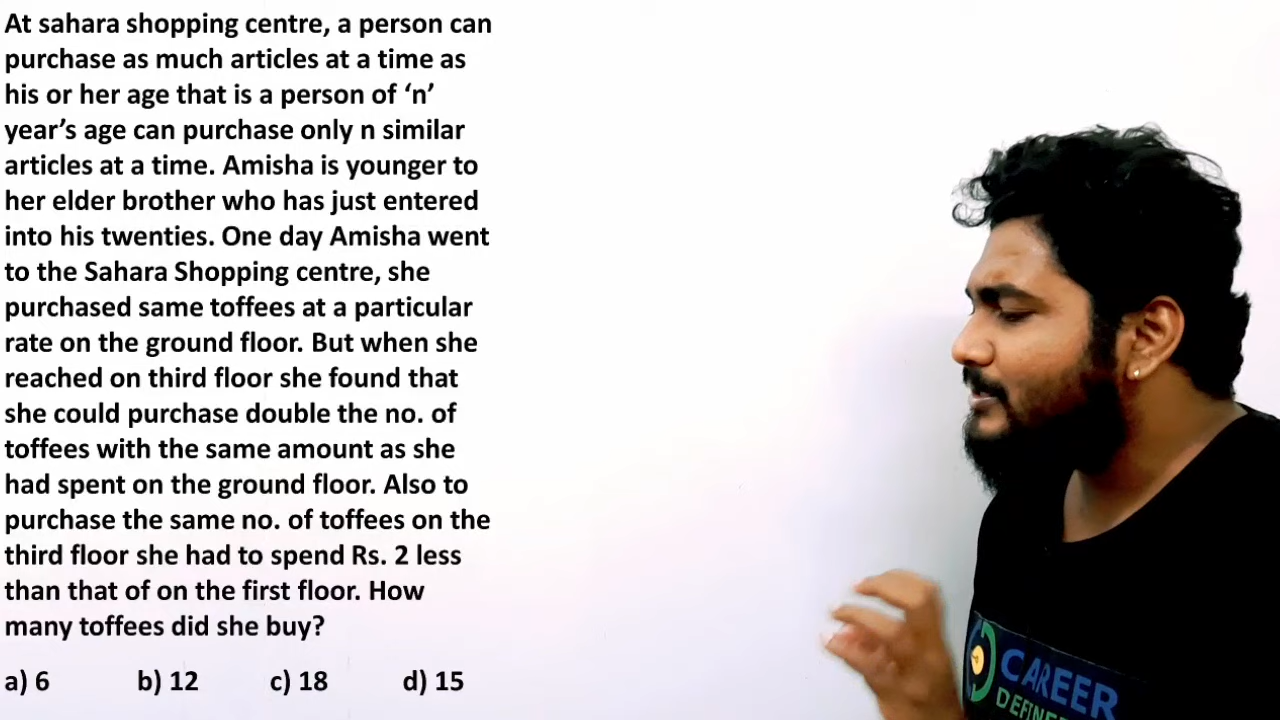 At sahara shopping centre, a person can
purchase as much articles at a time as
his or her age that is a person of ‘n’
year’s age can purchase only n similar
articles at a time. Amisha is younger to
her elder brother who has just entered
into his twenties. One day Amisha went
to the Sahara Shopping centre, she
purchased same toffees at a particular
rate on the ground floor. But when she
reached on third floor she found that
she could purchase double the no. of
toffees with the same amount as she
had spent on the ground floor. Also to
purchase the same no. of toffees on the
third floor she had to spend Rs. 2 less
than that of on the first floor. How
many toffees did she buy?
a) 6 b) 12 c) 18 d) 15
CAREER